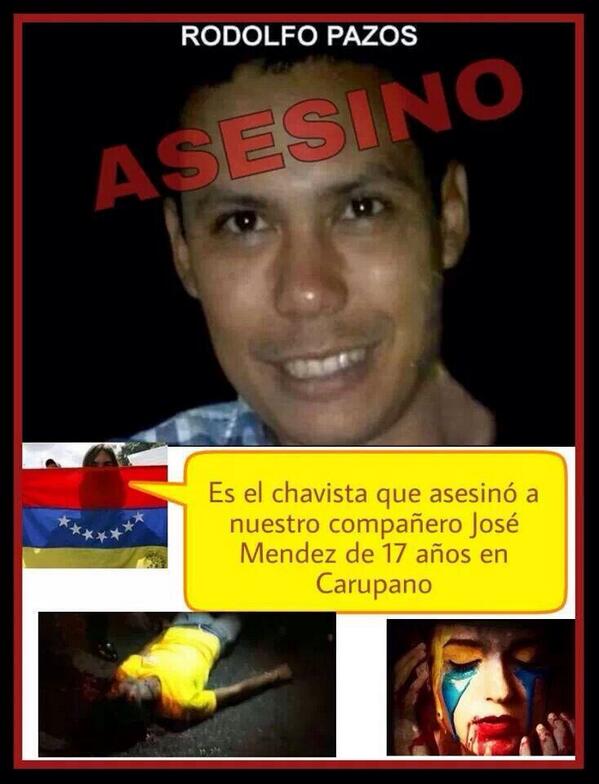 RODOLFO PAZOS
ASESINO
Es el chavista que asesinó a
nuestro compañero José
Mendez de 17 años en
Carupano